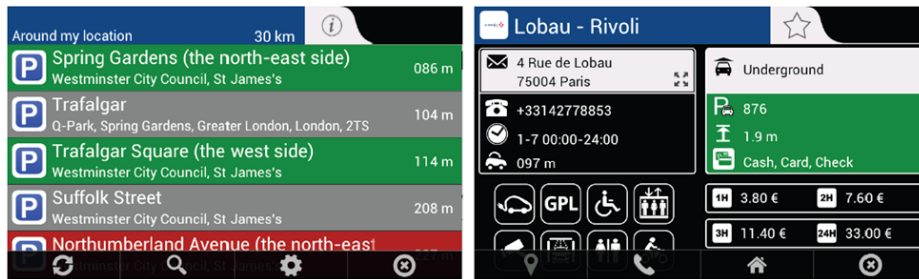 Around my location 30 km
P Spring Gardens (the north-east side)
Westminster City Council, St James's
086 m
P Trafalgar
Q-Park, Spring Gardens, Greater London, London, 2TS
104 m
P Trafalgar Square (the west side)
Westminster City Council, St James's
114 m
P Suffolk Street
Westminster City Council, St James's
208 m
Northumberland Avenue (the north-east
Lobau - Rivoli
4 Rue de Lobau
75004 Paris
+33142778853
1-7 00:00-24:00
097 m
GPL
Underground
P 876
1.9 m
Cash, Card, Check
1H 3.80 €
2H 7.60 €
3H 11.40 €
24H 33.00 €